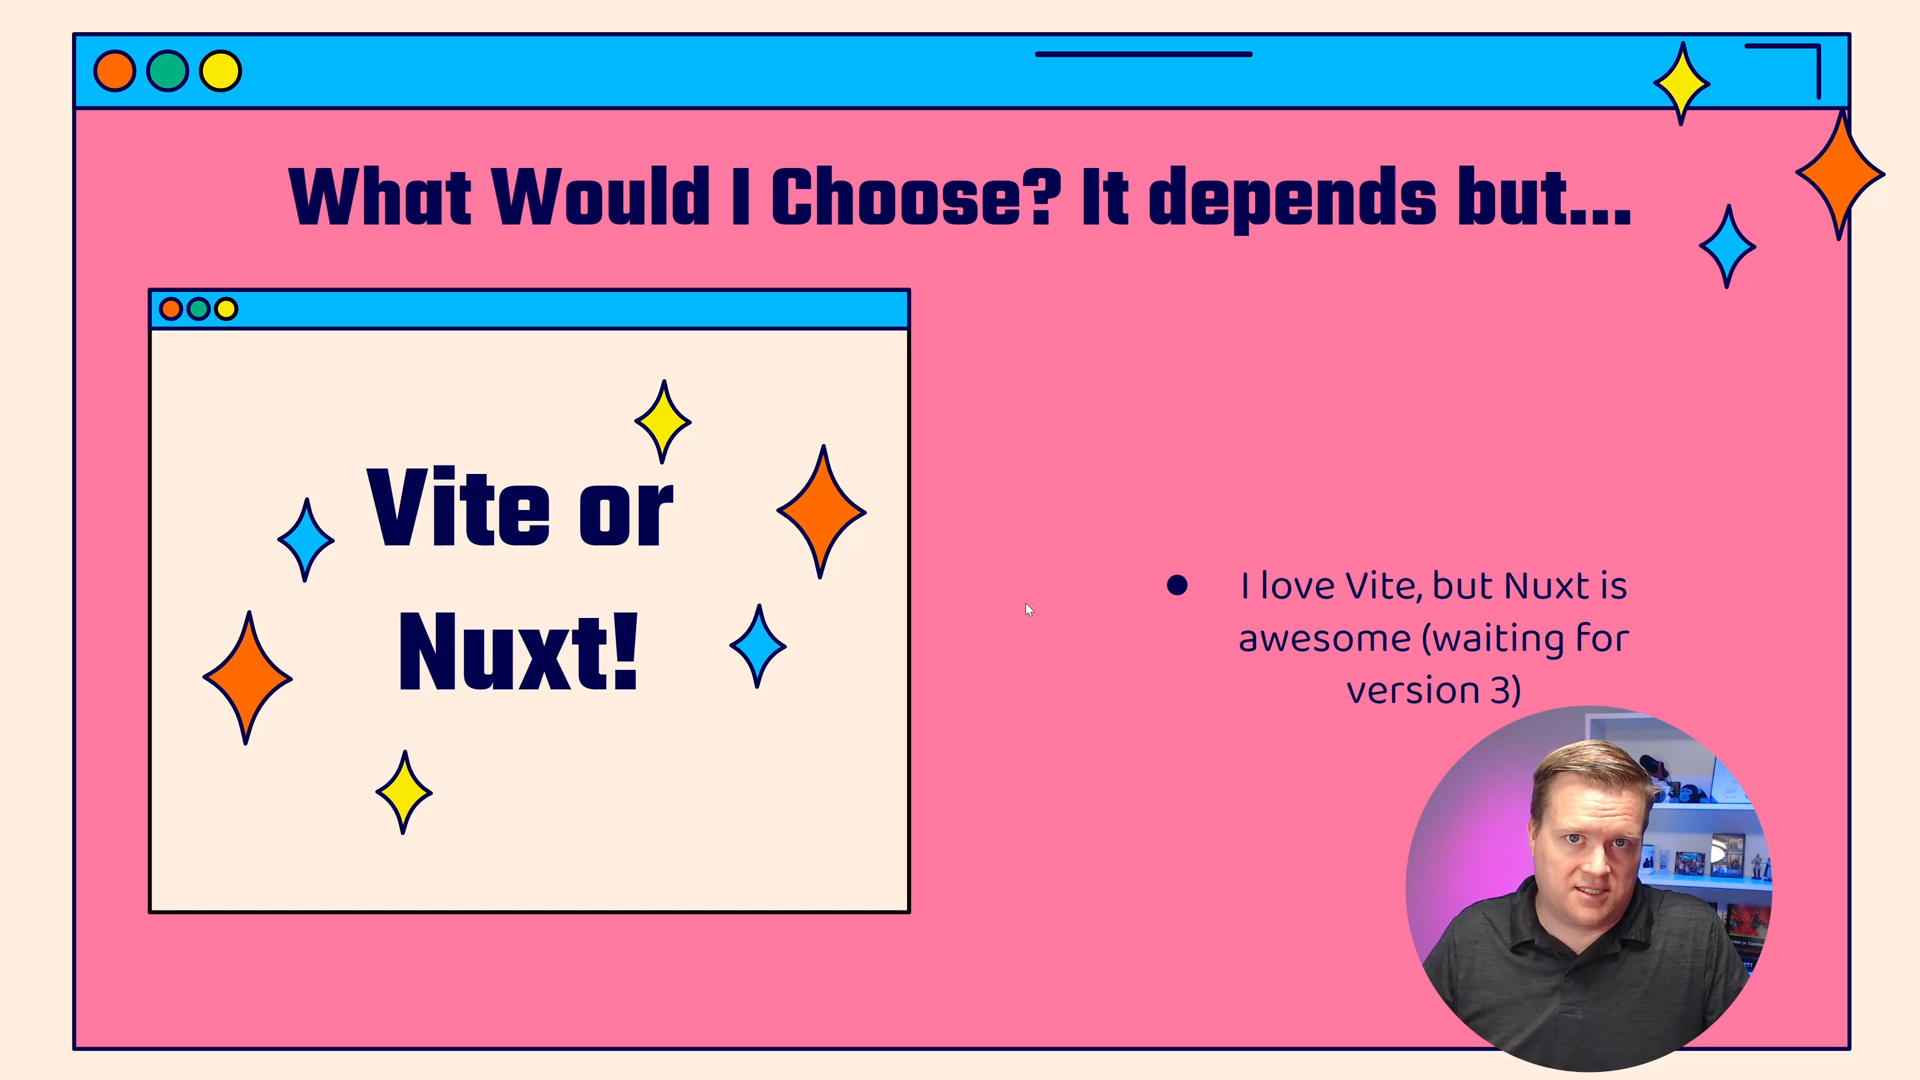 What Would I Choose? It depends but...
Vite or
Nuxt!
● I love Vite, but Nuxt is
awesome (waiting for
version 3)